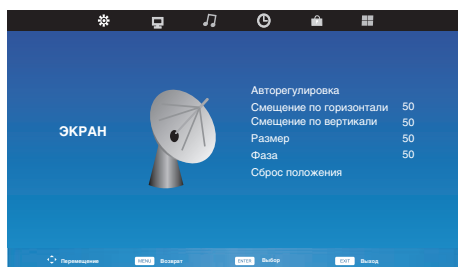 ЭКРАН
Авторегулировка
Смещение по горизонтали 50
Смещение по вертикали 50
Размер 50
Фаза 50
Сброс положения
Перемещение MENU Возврат ENTER Выбор EXIT Выход